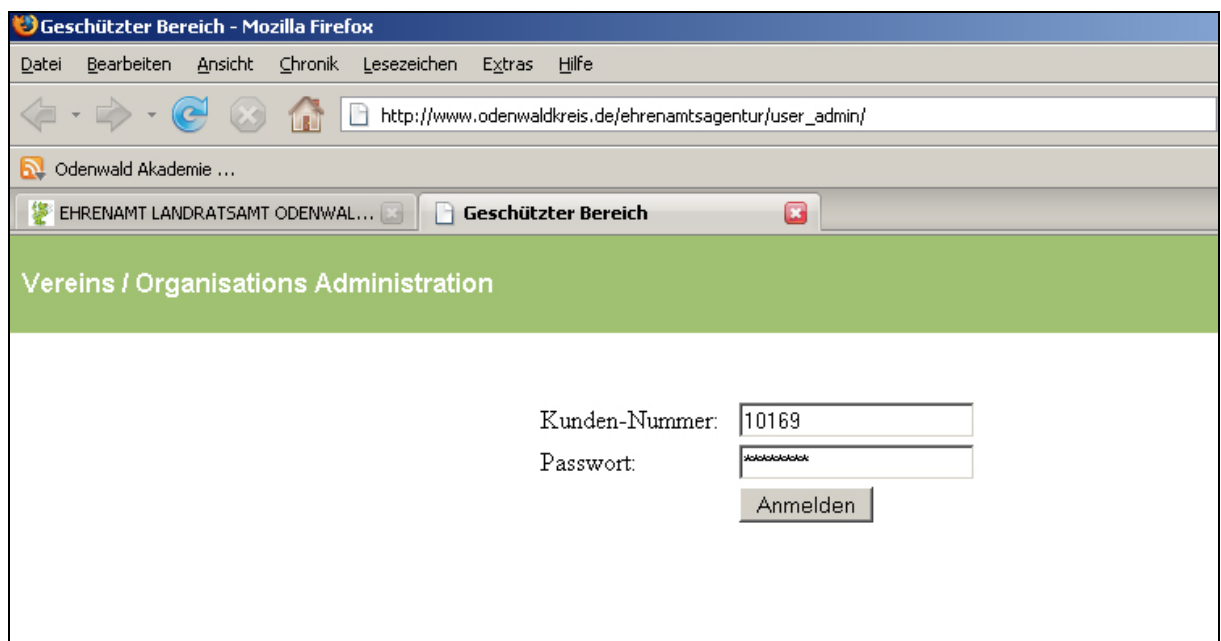 Geschützter Bereich - Mozilla Firefox
Datei Bearbeiten Ansicht Chronik Lesezeichen Extras Hilfe
http://www.odenwaldkreis.de/ehrenamtsagentur/user_admin/
Odenwald Akademie ...
EHRENAMT LANDRATSAMT ODENWAL... Geschützter Bereich
Vereins / Organisations Administration
Kunden-Nummer: 10169
Passwort: *********
Anmelden